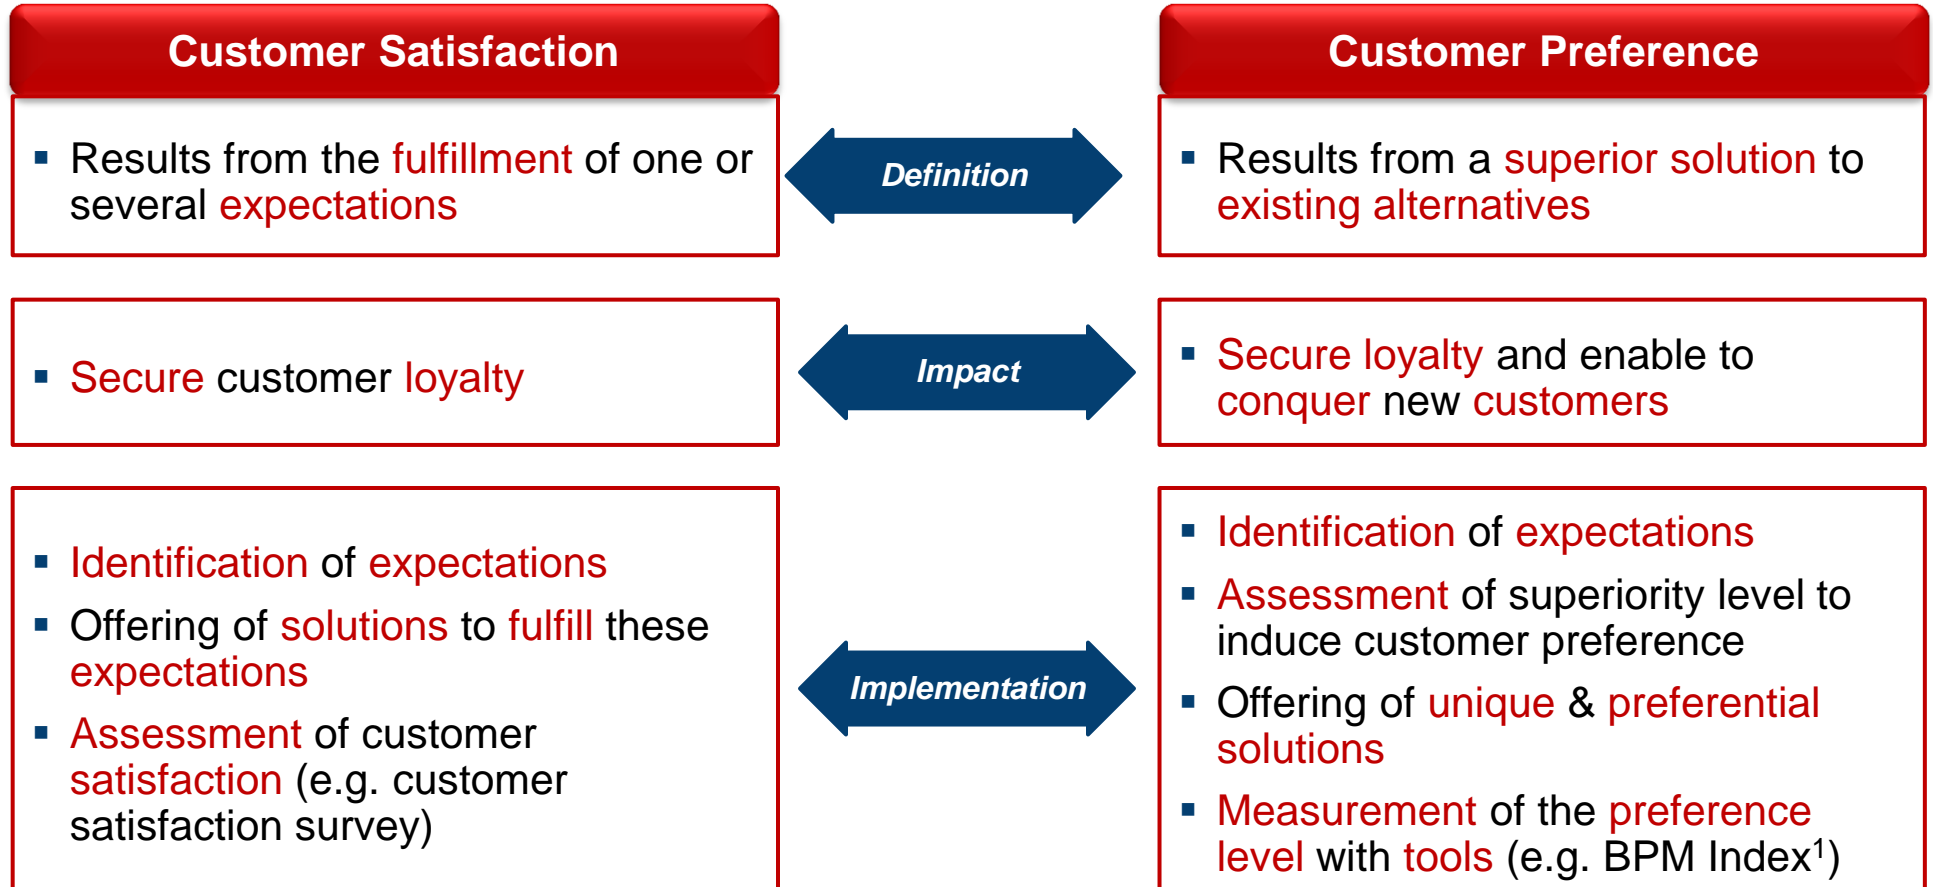 Customer Satisfaction
Customer Preference
▪ Results from the fulfillment of one or
several expectations
Definition
▪ Results from a superior solution to
existing alternatives
▪ Secure customer loyalty
Impact
▪ Secure loyalty and enable to
conquer new customers
▪ Identification of expectations
▪ Offering of solutions to fulfill these
expectations
▪ Assessment of customer
satisfaction (e.g. customer
satisfaction survey)
Implementation
▪ Identification of expectations
▪ Assessment of superiority level to
induce customer preference
▪ Offering of unique & preferential
solutions
▪ Measurement of the preference
level with tools (e.g. BPM Index¹)